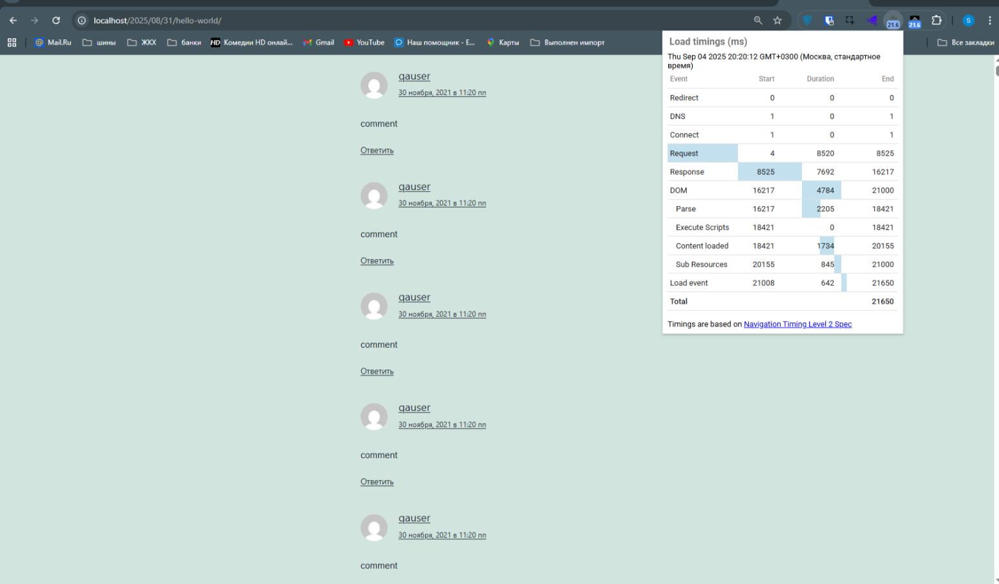 localhost/2025/08/31/hello-world/
21.6
21.6
S
Mail.Ru
шины
ЖКХ
банки
HD Комедии HD онлай...
Gmail
YouTube
Наш помощник - Е...
Карты
Выполнен импорт
Все закладки
qauser
30 ноября, 2021 в 11:20 пп
comment
Ответить
qauser
30 ноября, 2021 в 11:20 пп
comment
Ответить
qauser
30 ноября, 2021 в 11:20 пп
comment
Ответить
qauser
30 ноября, 2021 в 11:20 пп
comment
Ответить
qauser
30 ноября, 2021 в 11:20 пп
comment
Load timings (ms)
Thu Sep 04 2025 20:20:12 GMT+0300 (Москва, стандартное
время)
Event Start Duration End
Redirect 0 0 0
DNS 1 0 1
Connect 1 0 1
Request 4 8520 8525
Response 8525 7692 16217
DOM 16217 4784 21000
Parse 16217 2205 18421
Execute Scripts 18421 0 18421
Content loaded 18421 1734 20155
Sub Resources 20155 845 21000
Load event 21008 642 21650
Total 21650
Timings are based on Navigation Timing Level 2 Spec